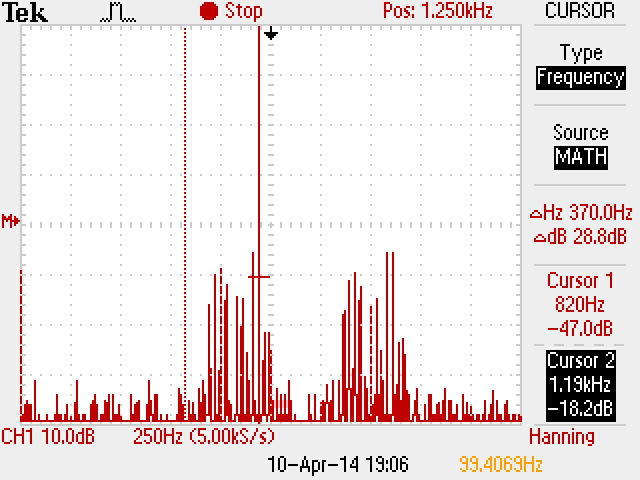 Tek Stop Pos: 1.250kHz CURSOR
Type
Frequency
Source
MATH
M
△Hz 370.0Hz
△dB 28.8dB
Cursor 1
820Hz
−47.0dB
Cursor 2
1.19kHz
−18.2dB
CH1 10.0dB 250Hz (5.00kS/s) Hanning
10-Apr-14 19:06 99.4069Hz